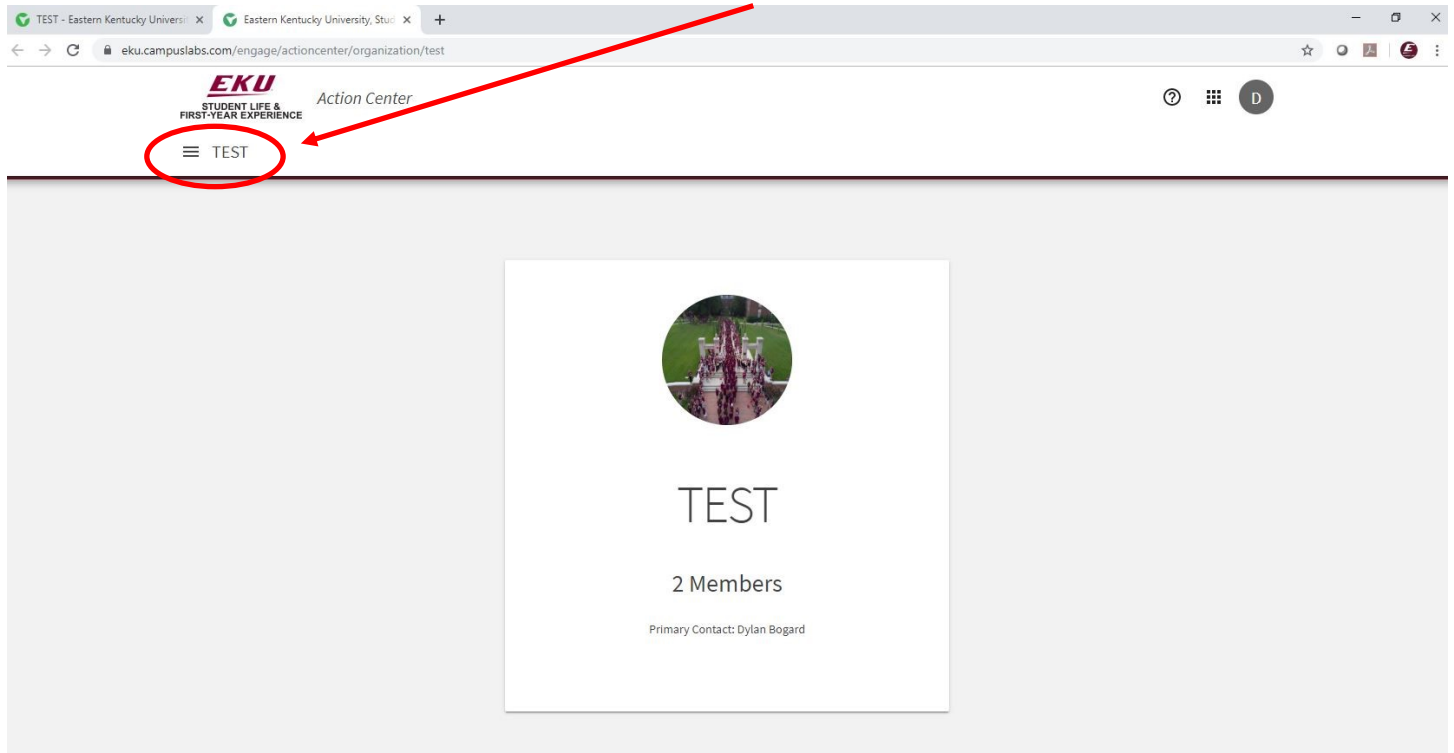 TEST - Eastern Kentucky Universit
Eastern Kentucky University, Stud
eku.campuslabs.com/engage/actioncenter/organization/test
EKU
STUDENT LIFE &
FIRST-YEAR EXPERIENCE
Action Center
D
TEST
TEST
2 Members
Primary Contact: Dylan Bogard